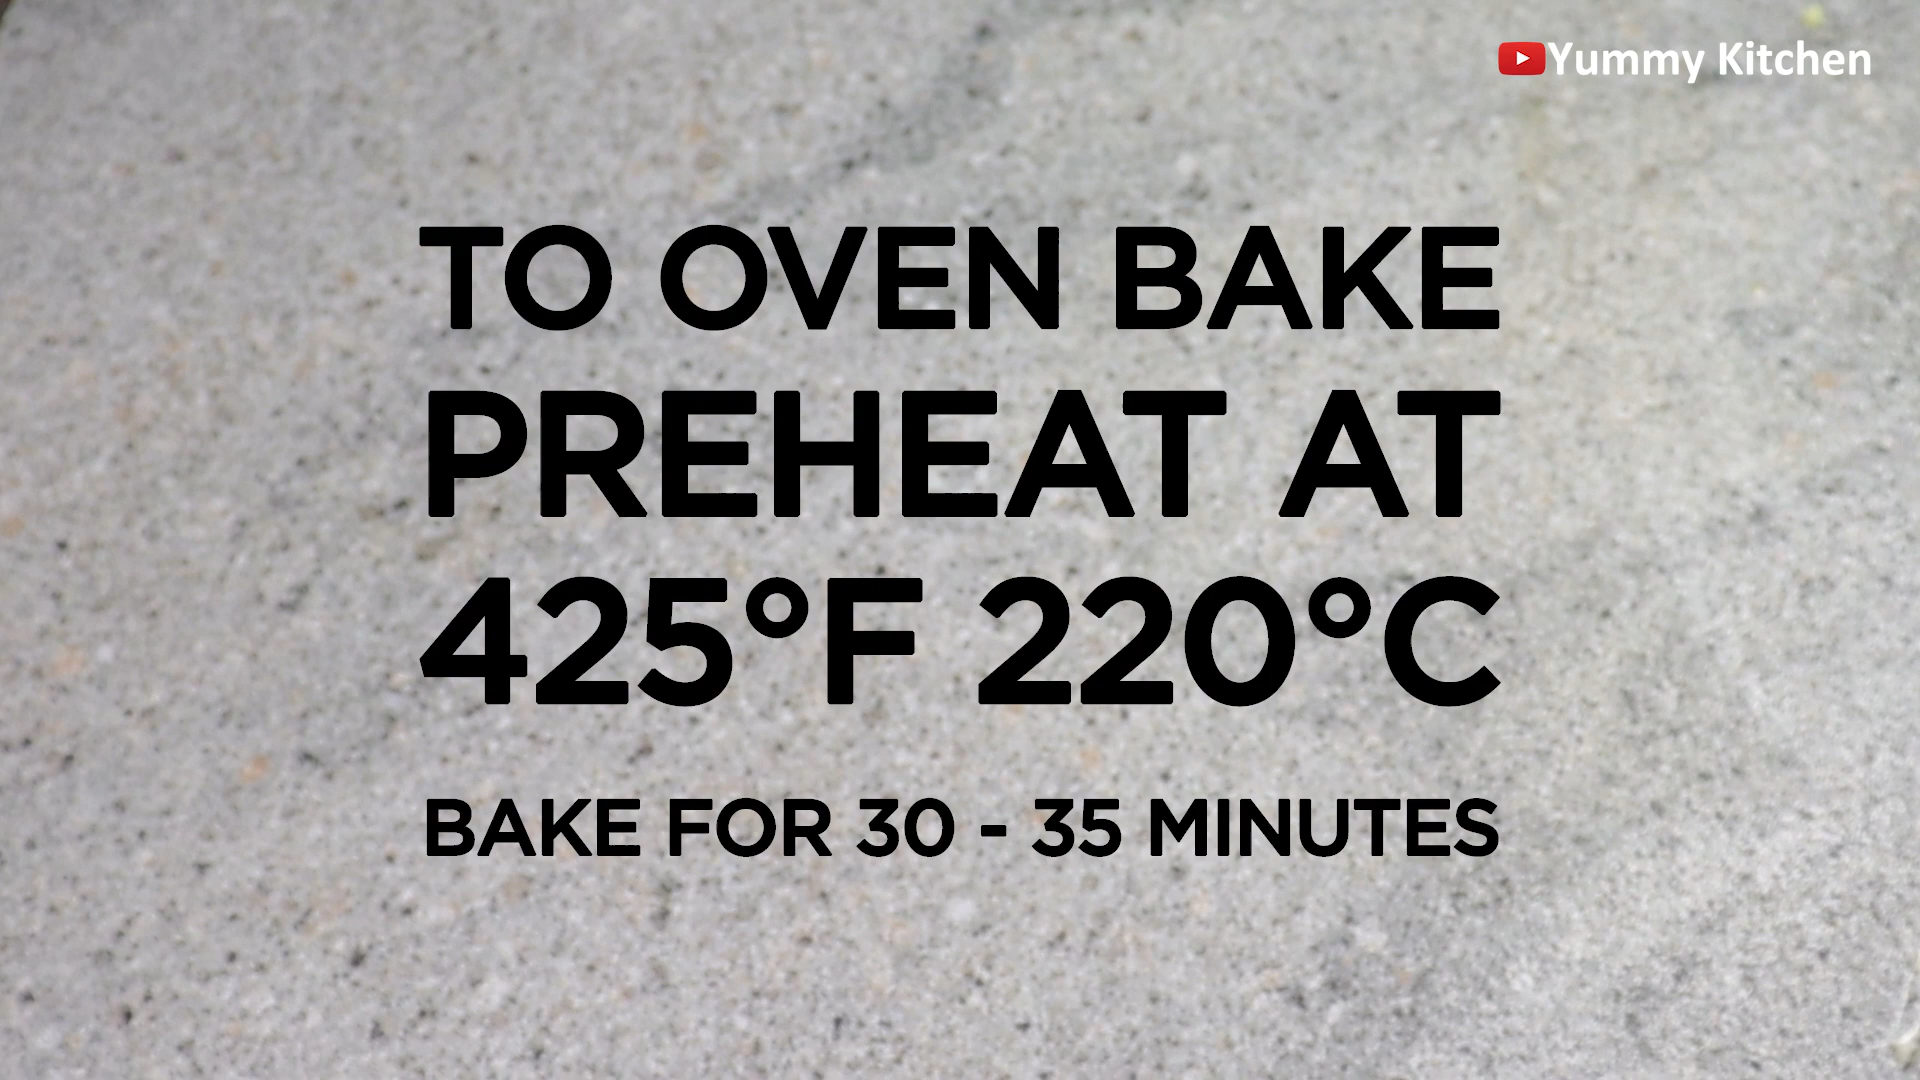 Yummy Kitchen
TO OVEN BAKE
PREHEAT AT
425°F 220°C
BAKE FOR 30 - 35 MINUTES